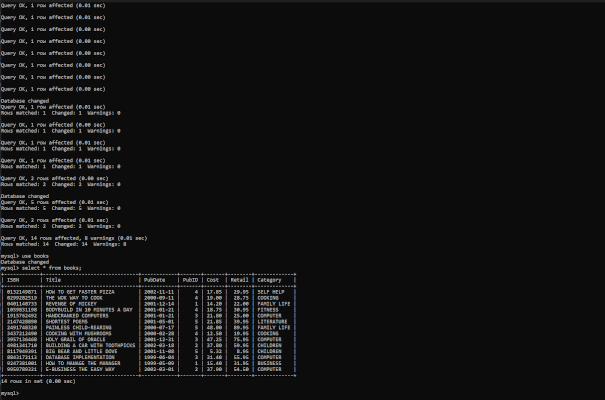 Query OK, 1 row affected (0.01 sec)
Query OK, 1 row affected (0.01 sec)
Query OK, 1 row affected (0.00 sec)
Query OK, 1 row affected (0.00 sec)
Query OK, 1 row affected (0.00 sec)
Query OK, 1 row affected (0.00 sec)
Query OK, 1 row affected (0.00 sec)
Query OK, 1 row affected (0.00 sec)
Database changed
Query OK, 1 row affected (0.01 sec)
Rows matched: 1  Changed: 1  Warnings: 0
Query OK, 1 row affected (0.00 sec)
Rows matched: 1  Changed: 1  Warnings: 0
Query OK, 1 row affected (0.01 sec)
Rows matched: 1  Changed: 1  Warnings: 0
Query OK, 1 row affected (0.01 sec)
Rows matched: 1  Changed: 1  Warnings: 0
Query OK, 2 rows affected (0.00 sec)
Rows matched: 2  Changed: 2  Warnings: 0
Database changed
Query OK, 5 rows affected (0.01 sec)
Rows matched: 5  Changed: 5  Warnings: 0
Query OK, 2 rows affected (0.01 sec)
Rows matched: 2  Changed: 2  Warnings: 0
Query OK, 14 rows affected, 8 warnings (0.01 sec)
Rows matched: 14  Changed: 14  Warnings: 8
mysql> use books
Database changed
mysql> select * from books;
| ISBN | Title | PubDate | PubID | Cost | Retail | Category |
| 0132149871 | HOW TO GET FASTER PIZZA | 2002-11-11 | 4 | 17.85 | 29.95 | SELF HELP |
| 0299282519 | THE WOK WAY TO COOK | 2000-09-11 | 4 | 19.00 | 28.75 | COOKING |
| 0401140733 | REVENGE OF MICKEY | 2001-12-14 | 1 | 14.20 | 22.00 | FAMILY LIFE |
| 1059831198 | BODYBUILD IN 10 MINUTES A DAY | 2001-01-21 | 4 | 18.75 | 30.95 | FITNESS |
| 1915762492 | HANDCRANKED COMPUTERS | 2001-01-21 | 3 | 21.80 | 25.00 | COMPUTER |
| 2147428890 | SHORTEST POEMS | 2001-05-01 | 5 | 21.85 | 39.95 | LITERATURE |
| 2491748320 | PAINLESS CHILD-REARING | 2000-07-17 | 5 | 48.00 | 89.95 | FAMILY LIFE |
| 3437212490 | COOKING WITH MUSHROOMS | 2000-02-28 | 4 | 12.50 | 19.95 | COOKING |
| 3957136468 | HOLY GRAIL OF ORACLE | 2001-12-31 | 3 | 47.25 | 75.95 | COMPUTER |
| 4981341710 | BUILDING A CAR WITH TOOTHPICKS | 2002-03-18 | 2 | 37.80 | 59.95 | CHILDREN |
| 8117949391 | BIG BEAR AND LITTLE DOVE | 2001-11-08 | 5 | 5.32 | 8.95 | CHILDREN |
| 8843172113 | DATABASE IMPLEMENTATION | 1999-06-04 | 3 | 31.40 | 55.95 | COMPUTER |
| 9247381001 | HOW TO MANAGE THE MANAGER | 1999-05-09 | 1 | 15.40 | 31.95 | BUSINESS |
| 9959789321 | E-BUSINESS THE EASY WAY | 2002-03-01 | 2 | 37.90 | 54.50 | COMPUTER |
14 rows in set (0.00 sec)
mysql>